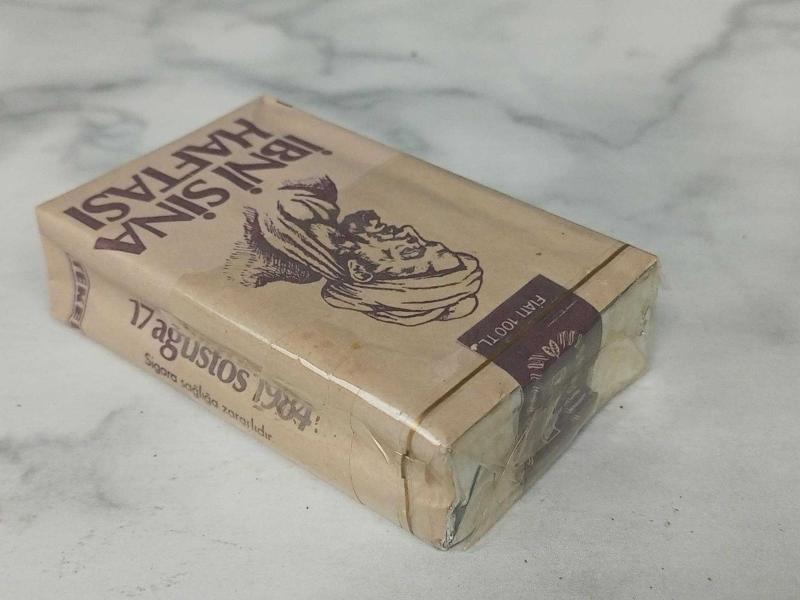 İBNİ SİNA
HAFTASI
FİATI 100 TL.
17 ağustos 1984
Sigara sağlığa zararlıdır